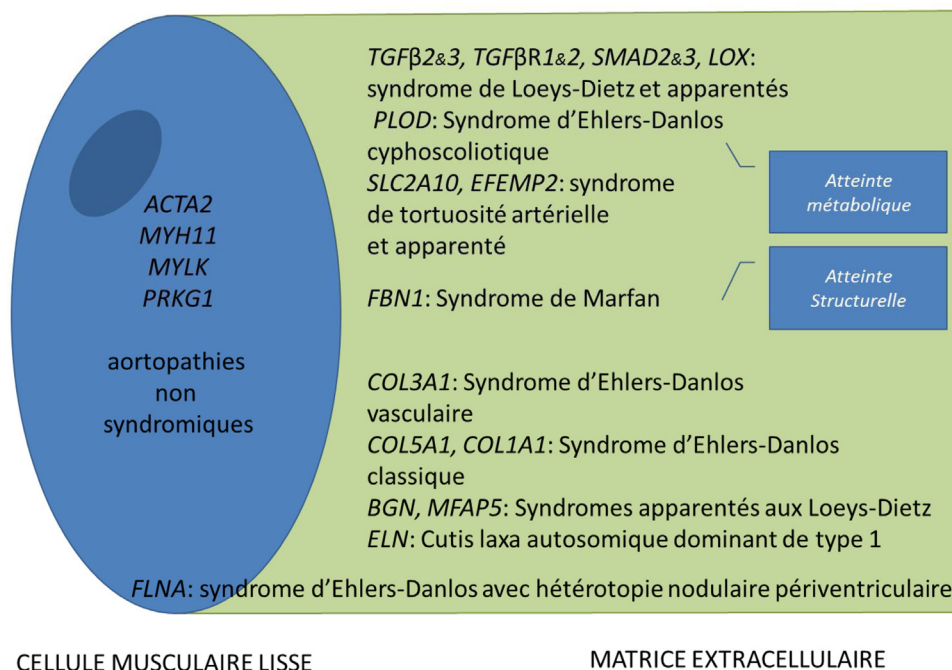 TGFβ2&3, TGFβR1&2, SMAD2&3, LOX:
syndrome de Loeys-Dietz et apparentés
PLOD: Syndrome d'Ehlers-Danlos
cyphoscoliotique
SLC2A10, EFEMP2: syndrome
de tortuosité artérielle
et apparenté
Atteinte
métabolique
ACTA2
MYH11
MYLK
PRKG1
FBN1: Syndrome de Marfan
Atteinte
Structurelle
aortopathies
non
syndromiques
COL3A1: Syndrome d'Ehlers-Danlos
vasculaire
COL5A1, COL1A1: Syndrome d'Ehlers-Danlos
classique
BGN, MFAP5: Syndromes apparentés aux Loeys-Dietz
ELN: Cutis laxa autosomique dominant de type 1
FLNA: syndrome d'Ehlers-Danlos avec hétérotopie nodulaire périventriculaire
CELLULE MUSCULAIRE LISSE
MATRICE EXTRACELLULAIRE